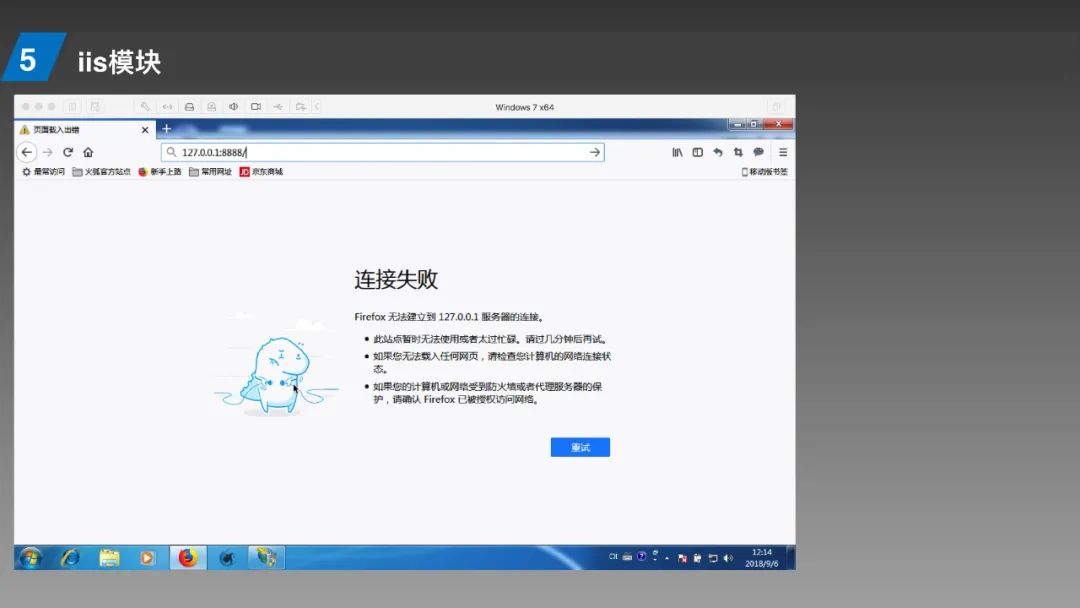 5
iis模块
Windows 7 x64
页面载入出错
127.0.0.1:8888/
最常访问 火狐官方站点 新手上路 常用网址 JD 京东商城 移动版书签
连接失败
Firefox 无法建立到 127.0.0.1 服务器的连接。
此站点暂时无法使用或者太过忙碌。请过几分钟后再试。
如果您无法载入任何网页，请检查您计算机的网络连接状
态。
如果您的计算机或网络受到防火墙或者代理服务器的保
护，请确认 Firefox 已被授权访问网络。
重试
CH
12:14
2018/9/6